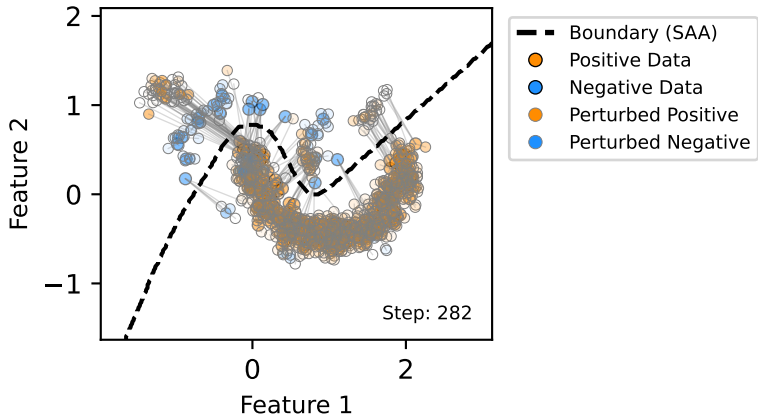 2
1
0
−1
Feature 2
0
2
Feature 1
Step: 282
Boundary (SAA)
Positive Data
Negative Data
Perturbed Positive
Perturbed Negative